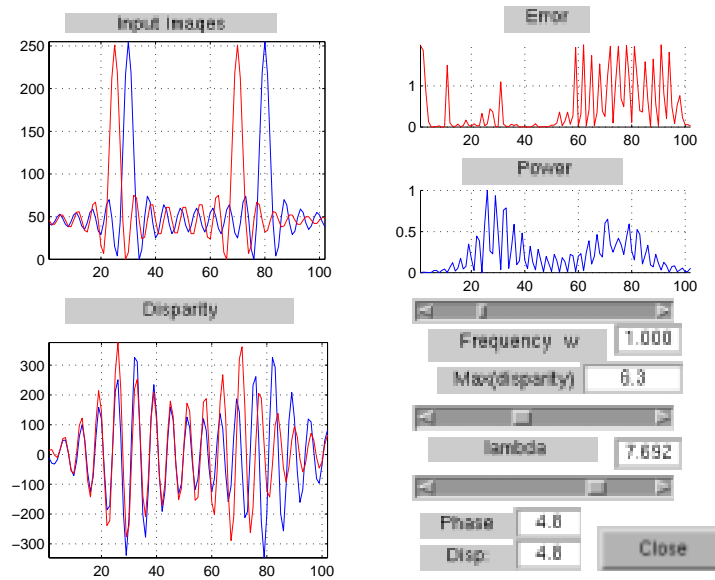 Input Images
250
200
150
100
50
0
20 40 60 80 100
Error
1
0
20 40 60 80 100
Power
1
0.5
0
20 40 60 80 100
Disparity
300
200
100
0
−100
−200
−300
20 40 60 80 100
Frequency w 1.000
Max(disparity) 6.3
lambda 7.692
Phase 4.8
Disp: 4.8
Close